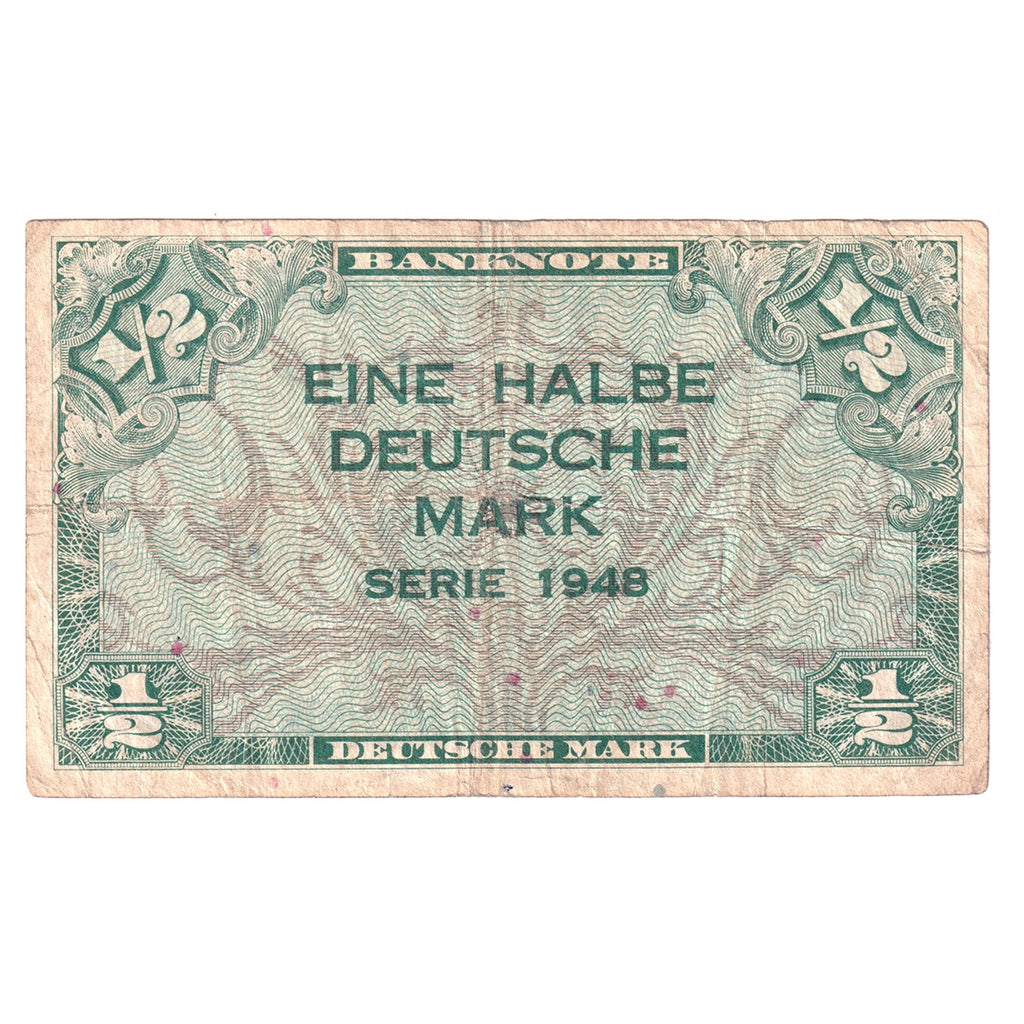 BANKNOTE
1/2 1/2
EINE HALBE
DEUTSCHE
MARK
SERIE 1948
1/2 1/2
DEUTSCHE MARK